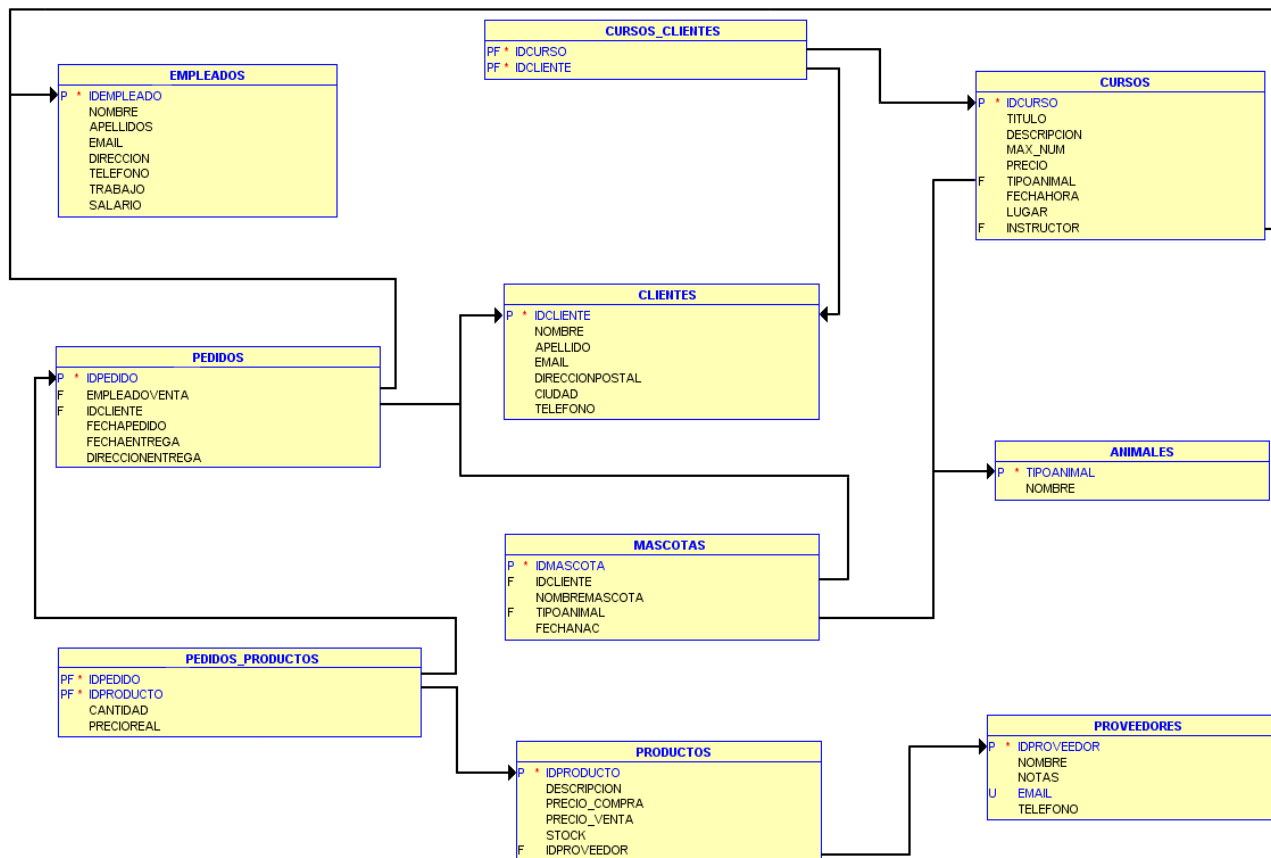 CURSOS_CLIENTES
PF * IDCURSO
PF * IDCLIENTE
EMPLEADOS
P * IDEMPLEADO
NOMBRE
APELLIDOS
EMAIL
DIRECCION
TELEFONO
TRABAJO
SALARIO
CURSOS
P * IDCURSO
TITULO
DESCRIPCION
MAX_NUM
PRECIO
F TIPOANIMAL
FECHAHORA
LUGAR
F INSTRUCTOR
CLIENTES
P * IDCLIENTE
NOMBRE
APELLIDO
EMAIL
DIRECCIONPOSTAL
CIUDAD
TELEFONO
PEDIDOS
P * IDPEDIDO
F EMPLEADOVENTA
F IDCLIENTE
FECHAPEDIDO
FECHAENTREGA
DIRECCIONENTREGA
ANIMALES
P * TIPOANIMAL
NOMBRE
MASCOTAS
P * IDMASCOTA
F IDCLIENTE
NOMBREMASCOTA
F TIPOANIMAL
FECHANAC
PEDIDOS_PRODUCTOS
PF * IDPEDIDO
PF * IDPRODUCTO
CANTIDAD
PRECIOREAL
PRODUCTOS
P * IDPRODUCTO
DESCRIPCION
PRECIO_COMPRA
PRECIO_VENTA
STOCK
F IDPROVEEDOR
PROVEEDORES
P * IDPROVEEDOR
NOMBRE
NOTAS
U EMAIL
TELEFONO